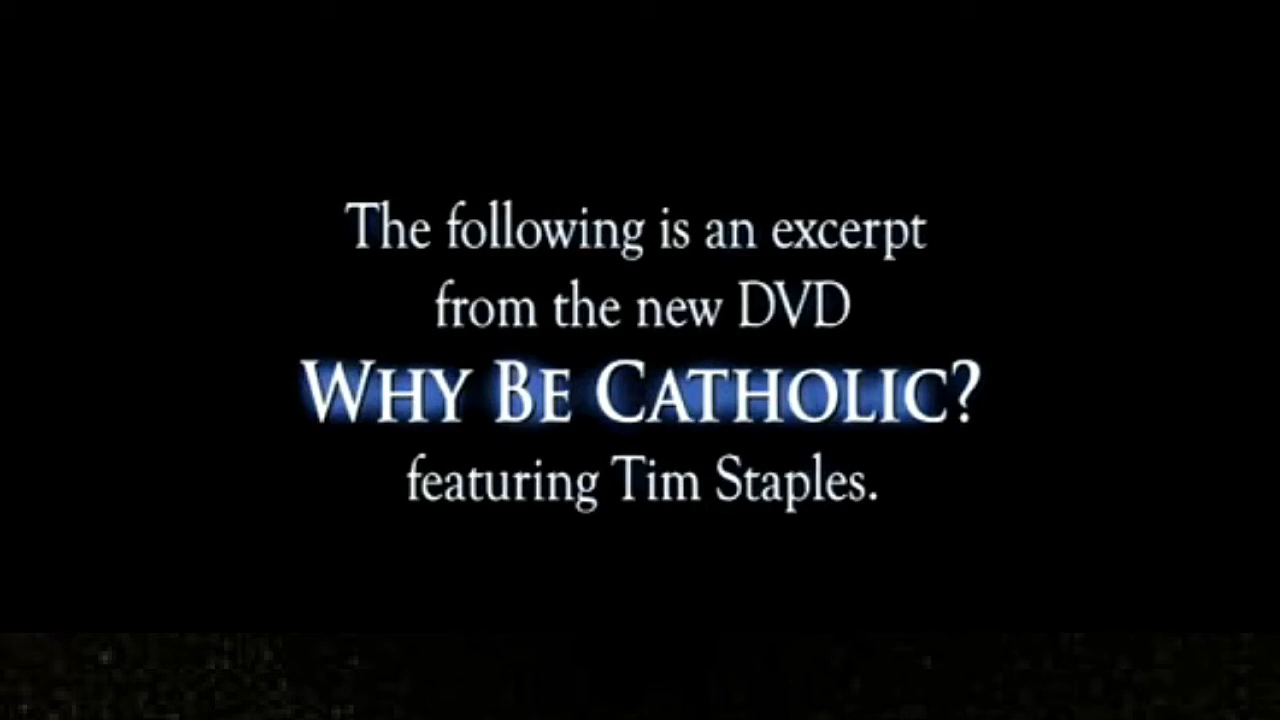 The following is an excerpt
from the new DVD
WHY BE CATHOLIC?
featuring Tim Staples.